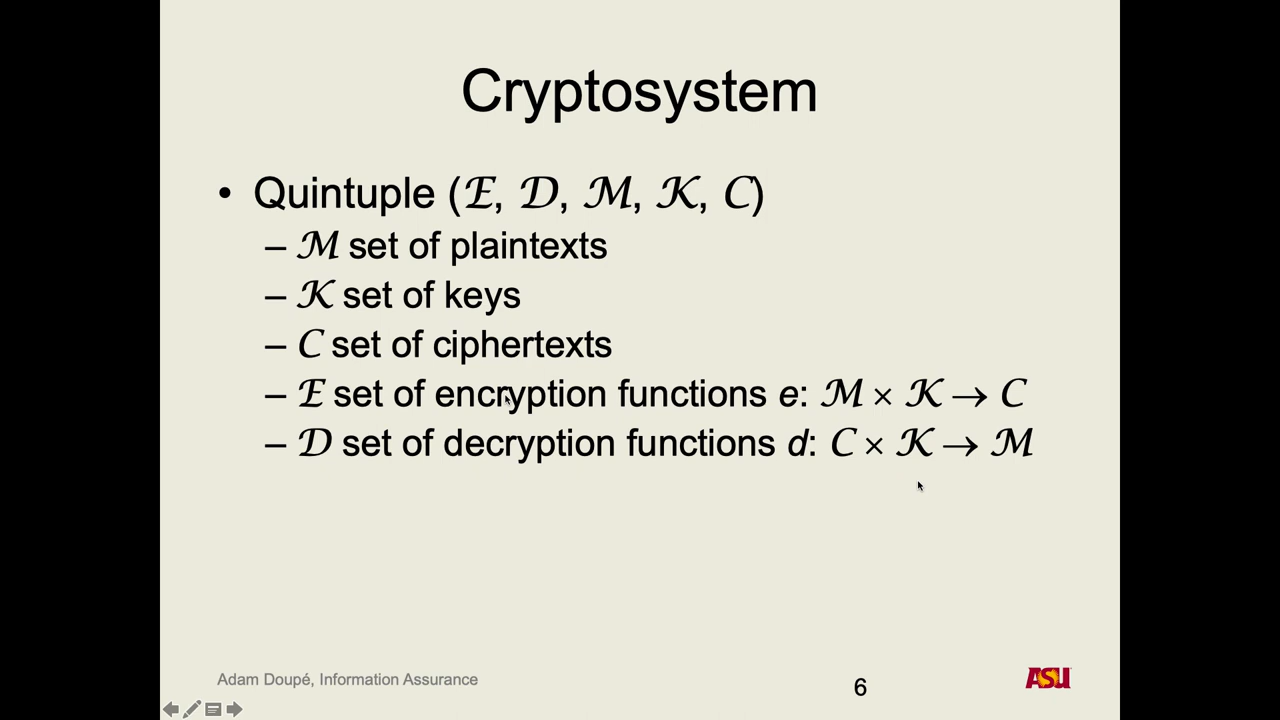 Cryptosystem
• Quintuple (ℰ, 𝒟, ℳ, 𝒦, 𝒞)
– ℳ set of plaintexts
– 𝒦 set of keys
– 𝒞 set of ciphertexts
– ℰ set of encryption functions e: ℳ × 𝒦 → 𝒞
– 𝒟 set of decryption functions d: 𝒞 × 𝒦 → ℳ
Adam Doupé, Information Assurance
6
ASU